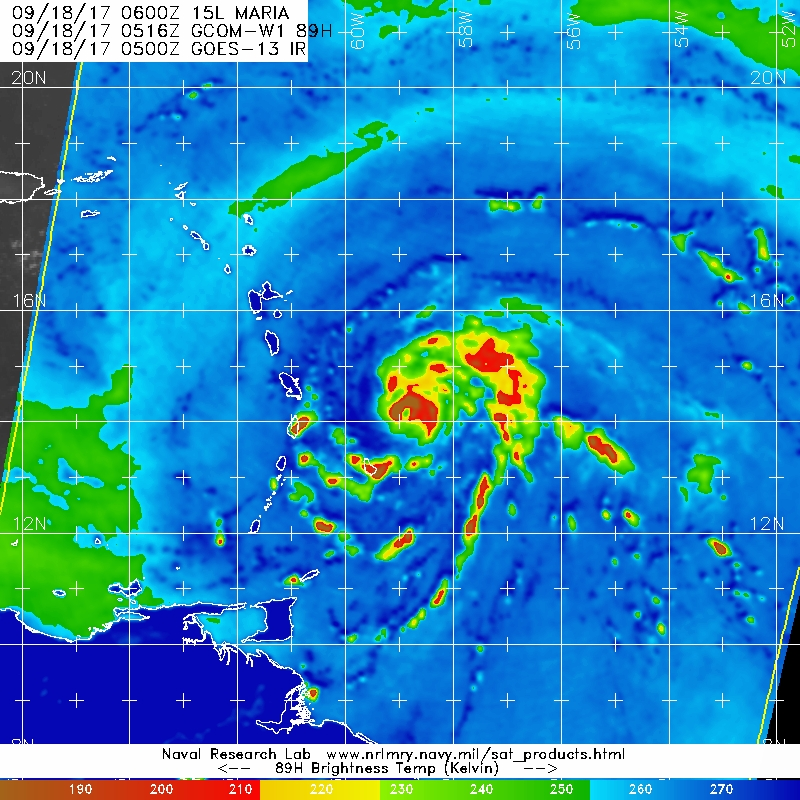 09/18/17 0600Z 15L MARIA
09/18/17 0516Z GCOM-W1 89H
09/18/17 0500Z GOES-13 IR
60W 56W 54W 52W
20N 20N
16N 16N
12N 12N
58W
Naval Research Lab www.nrlmry.navy.mil/sat_products.html
<-- 89H Brightness Temp (Kelvin) -->
190 200 210 220 230 240 250 260 270